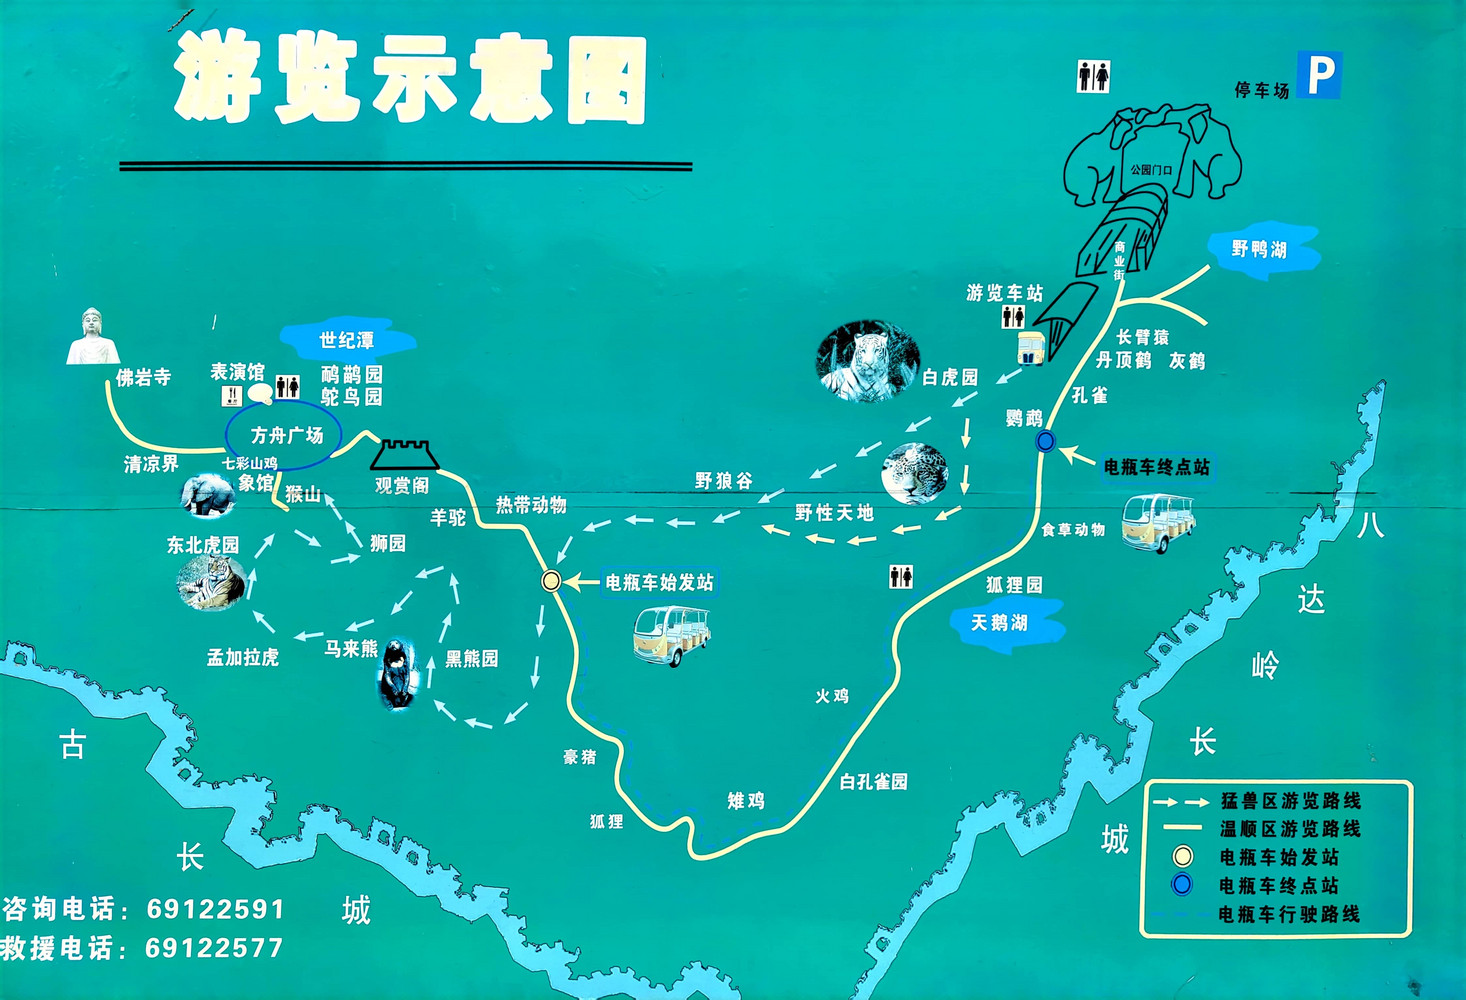 游览示意图
停车场 P
公园门口
商业街
野鸭湖
游览车站
长臂猿
丹顶鹤 灰鹤
孔雀
鹦鹉
白虎园
世纪潭
表演馆
鸸鹋园
鸵鸟园
佛岩寺
方舟广场
清凉界
七彩山鸡
象馆
猴山
观赏阁
野狼谷
电瓶车终点站
热带动物
羊驼
野性天地
食草动物
八
东北虎园
狮园
电瓶车始发站
狐狸园
达
天鹅湖
孟加拉虎
马来熊
黑熊园
岭
火鸡
古
长
豪猪
白孔雀园
雉鸡
狐狸
城
长
城
猛兽区游览路线
温顺区游览路线
电瓶车始发站
电瓶车终点站
电瓶车行驶路线
咨询电话：69122591
救援电话：69122577